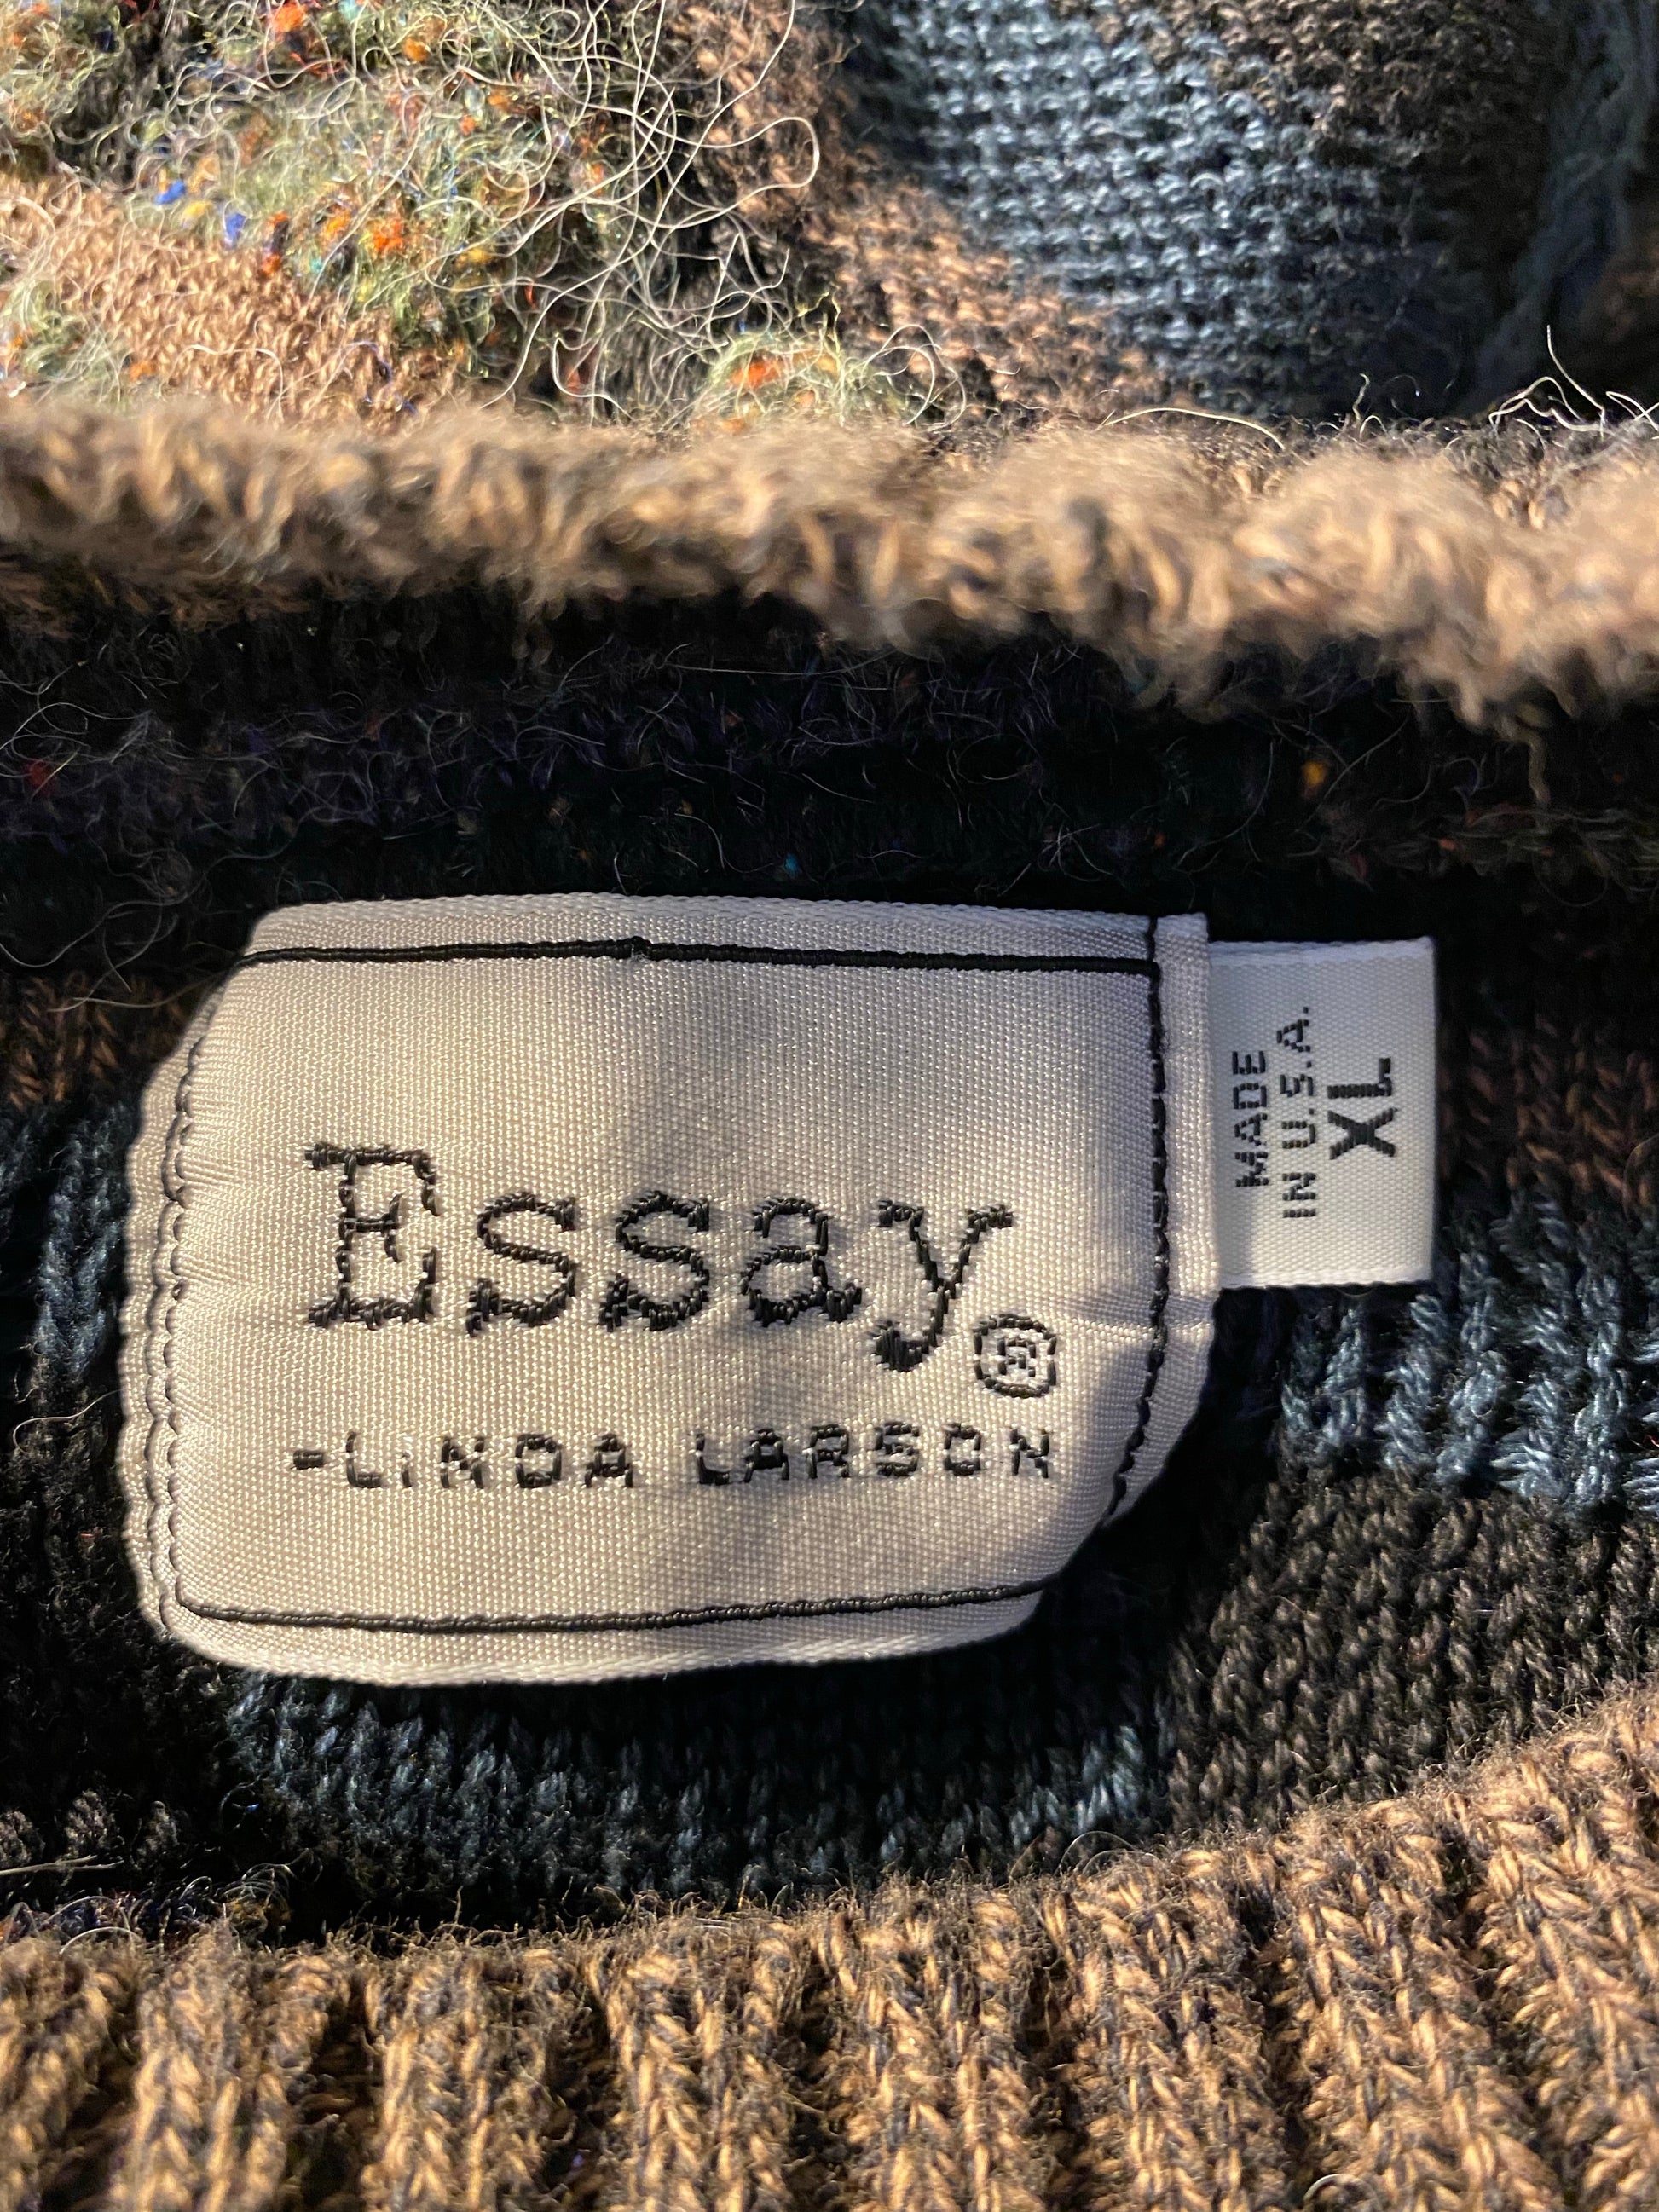 Essay®
-LINDA LARSON
MADE
IN U.S.A.
XL